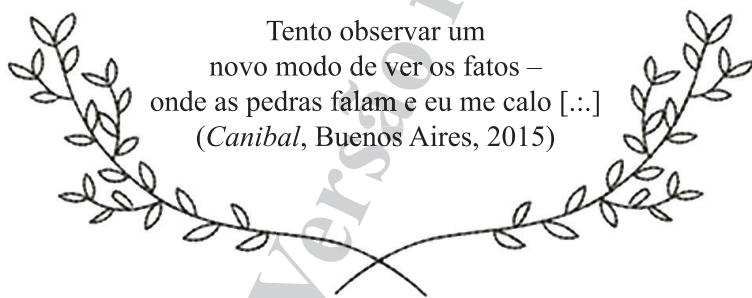 Tento observar um
novo modo de ver os fatos –
onde as pedras falam e eu me calo [.:.]
(Canibal, Buenos Aires, 2015)
Versão